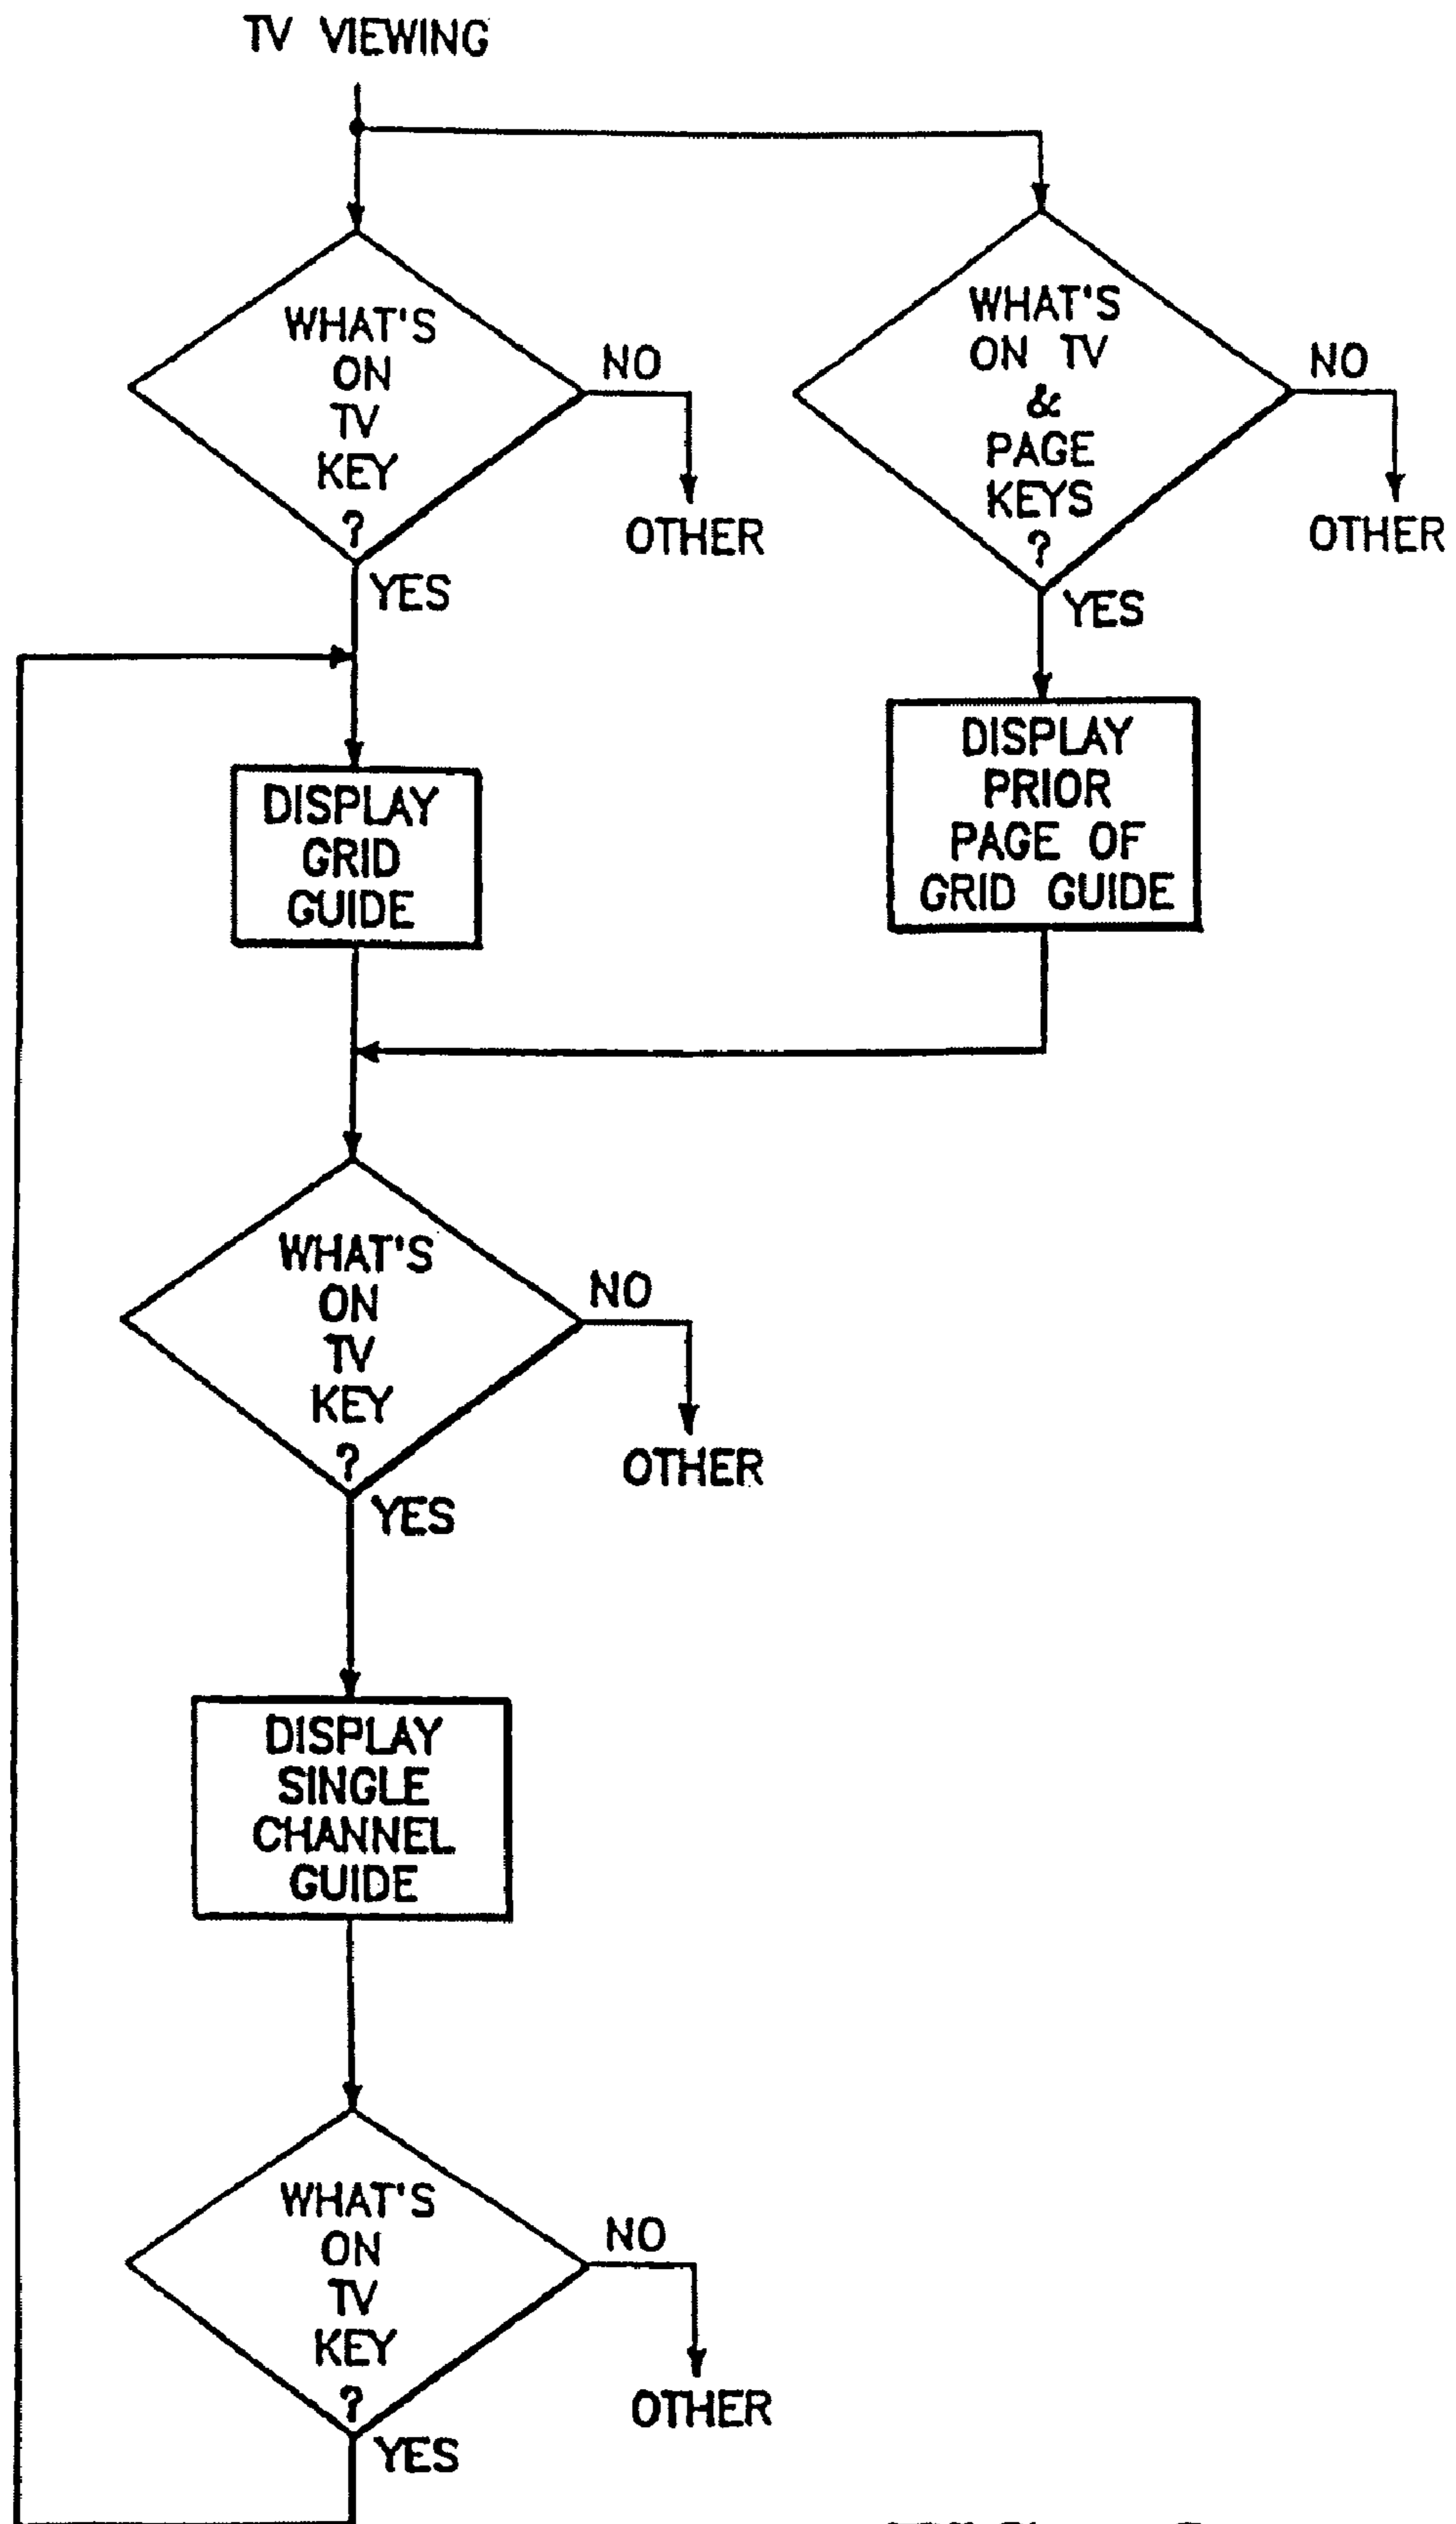 TV VIEWING
WHAT'S
ON
TV
KEY
?
NO
OTHER
YES
WHAT'S
ON TV
&
PAGE
KEYS
?
NO
OTHER
YES
DISPLAY
GRID
GUIDE
DISPLAY
PRIOR
PAGE OF
GRID GUIDE
WHAT'S
ON
TV
KEY
?
NO
OTHER
YES
DISPLAY
SINGLE
CHANNEL
GUIDE
WHAT'S
ON
TV
KEY
?
NO
OTHER
YES